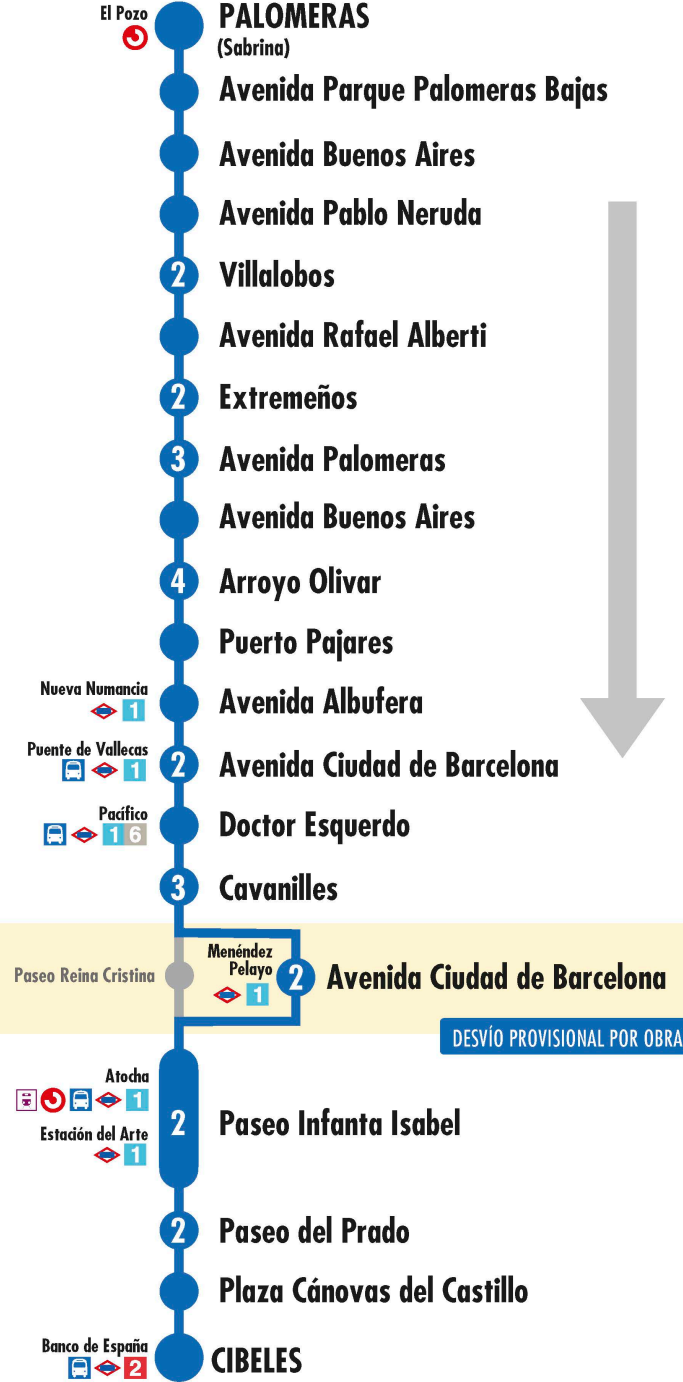 El Pozo
PALOMERAS
(Sabrina)
Avenida Parque Palomeras Bajas
Avenida Buenos Aires
Avenida Pablo Neruda
2 Villalobos
Avenida Rafael Alberti
2 Extremeños
3 Avenida Palomeras
Avenida Buenos Aires
4 Arroyo Olivar
Puerto Pajares
Nueva Numancia
1
Avenida Albufera
Puente de Vallecas
1
2 Avenida Ciudad de Barcelona
Pacífico
1 6
Doctor Esquerdo
3 Cavanilles
Paseo Reina Cristina
Menéndez
Pelayo
1
2 Avenida Ciudad de Barcelona
DESVÍO PROVISIONAL POR OBRA
Atocha
1
Estación del Arte
1
2 Paseo Infanta Isabel
2 Paseo del Prado
Plaza Cánovas del Castillo
Banco de España
2
CIBELES